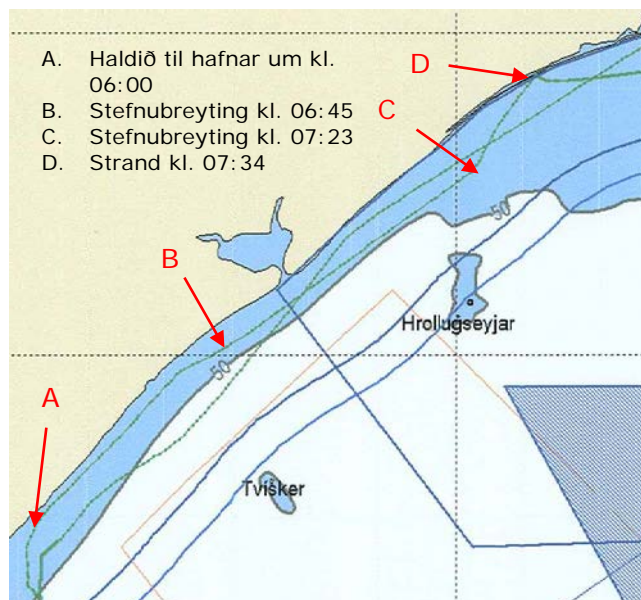 A. Haldið til hafnar um kl.
06:00
B. Stefnubreyting kl. 06:45
C. Stefnubreyting kl. 07:23
D. Strand kl. 07:34
D
C
50
B
Hrollugseyjar
50
A
Tvísker